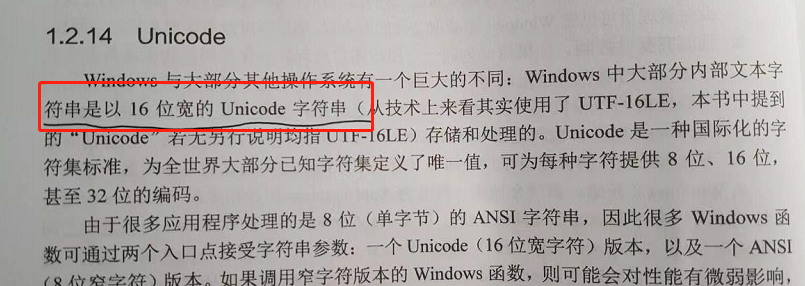 1.2.14 Unicode
Windows 与大部分其他操作系统有一个巨大的不同：Windows 中大部分内部文本字
符串是以 16 位宽的 Unicode 字符串（从技术上来看其实使用了 UTF-16LE，本书中提到
的“Unicode”若无另行说明均指 UTF-16LE）存储和处理的。Unicode 是一种国际化的字
符集标准，为全世界大部分已知字符集定义了唯一值，可为每种字符提供 8 位、16 位，
甚至 32 位的编码。
由于很多应用程序处理的是 8 位（单字节）的 ANSI 字符串，因此很多 Windows 函
数可通过两个入口点接受字符串参数：一个 Unicode（16 位宽字符）版本，以及一个 ANSI
（8 位窄字符）版本。如果调用窄字符版本的 Windows 函数，则可能会对性能有微弱影响，